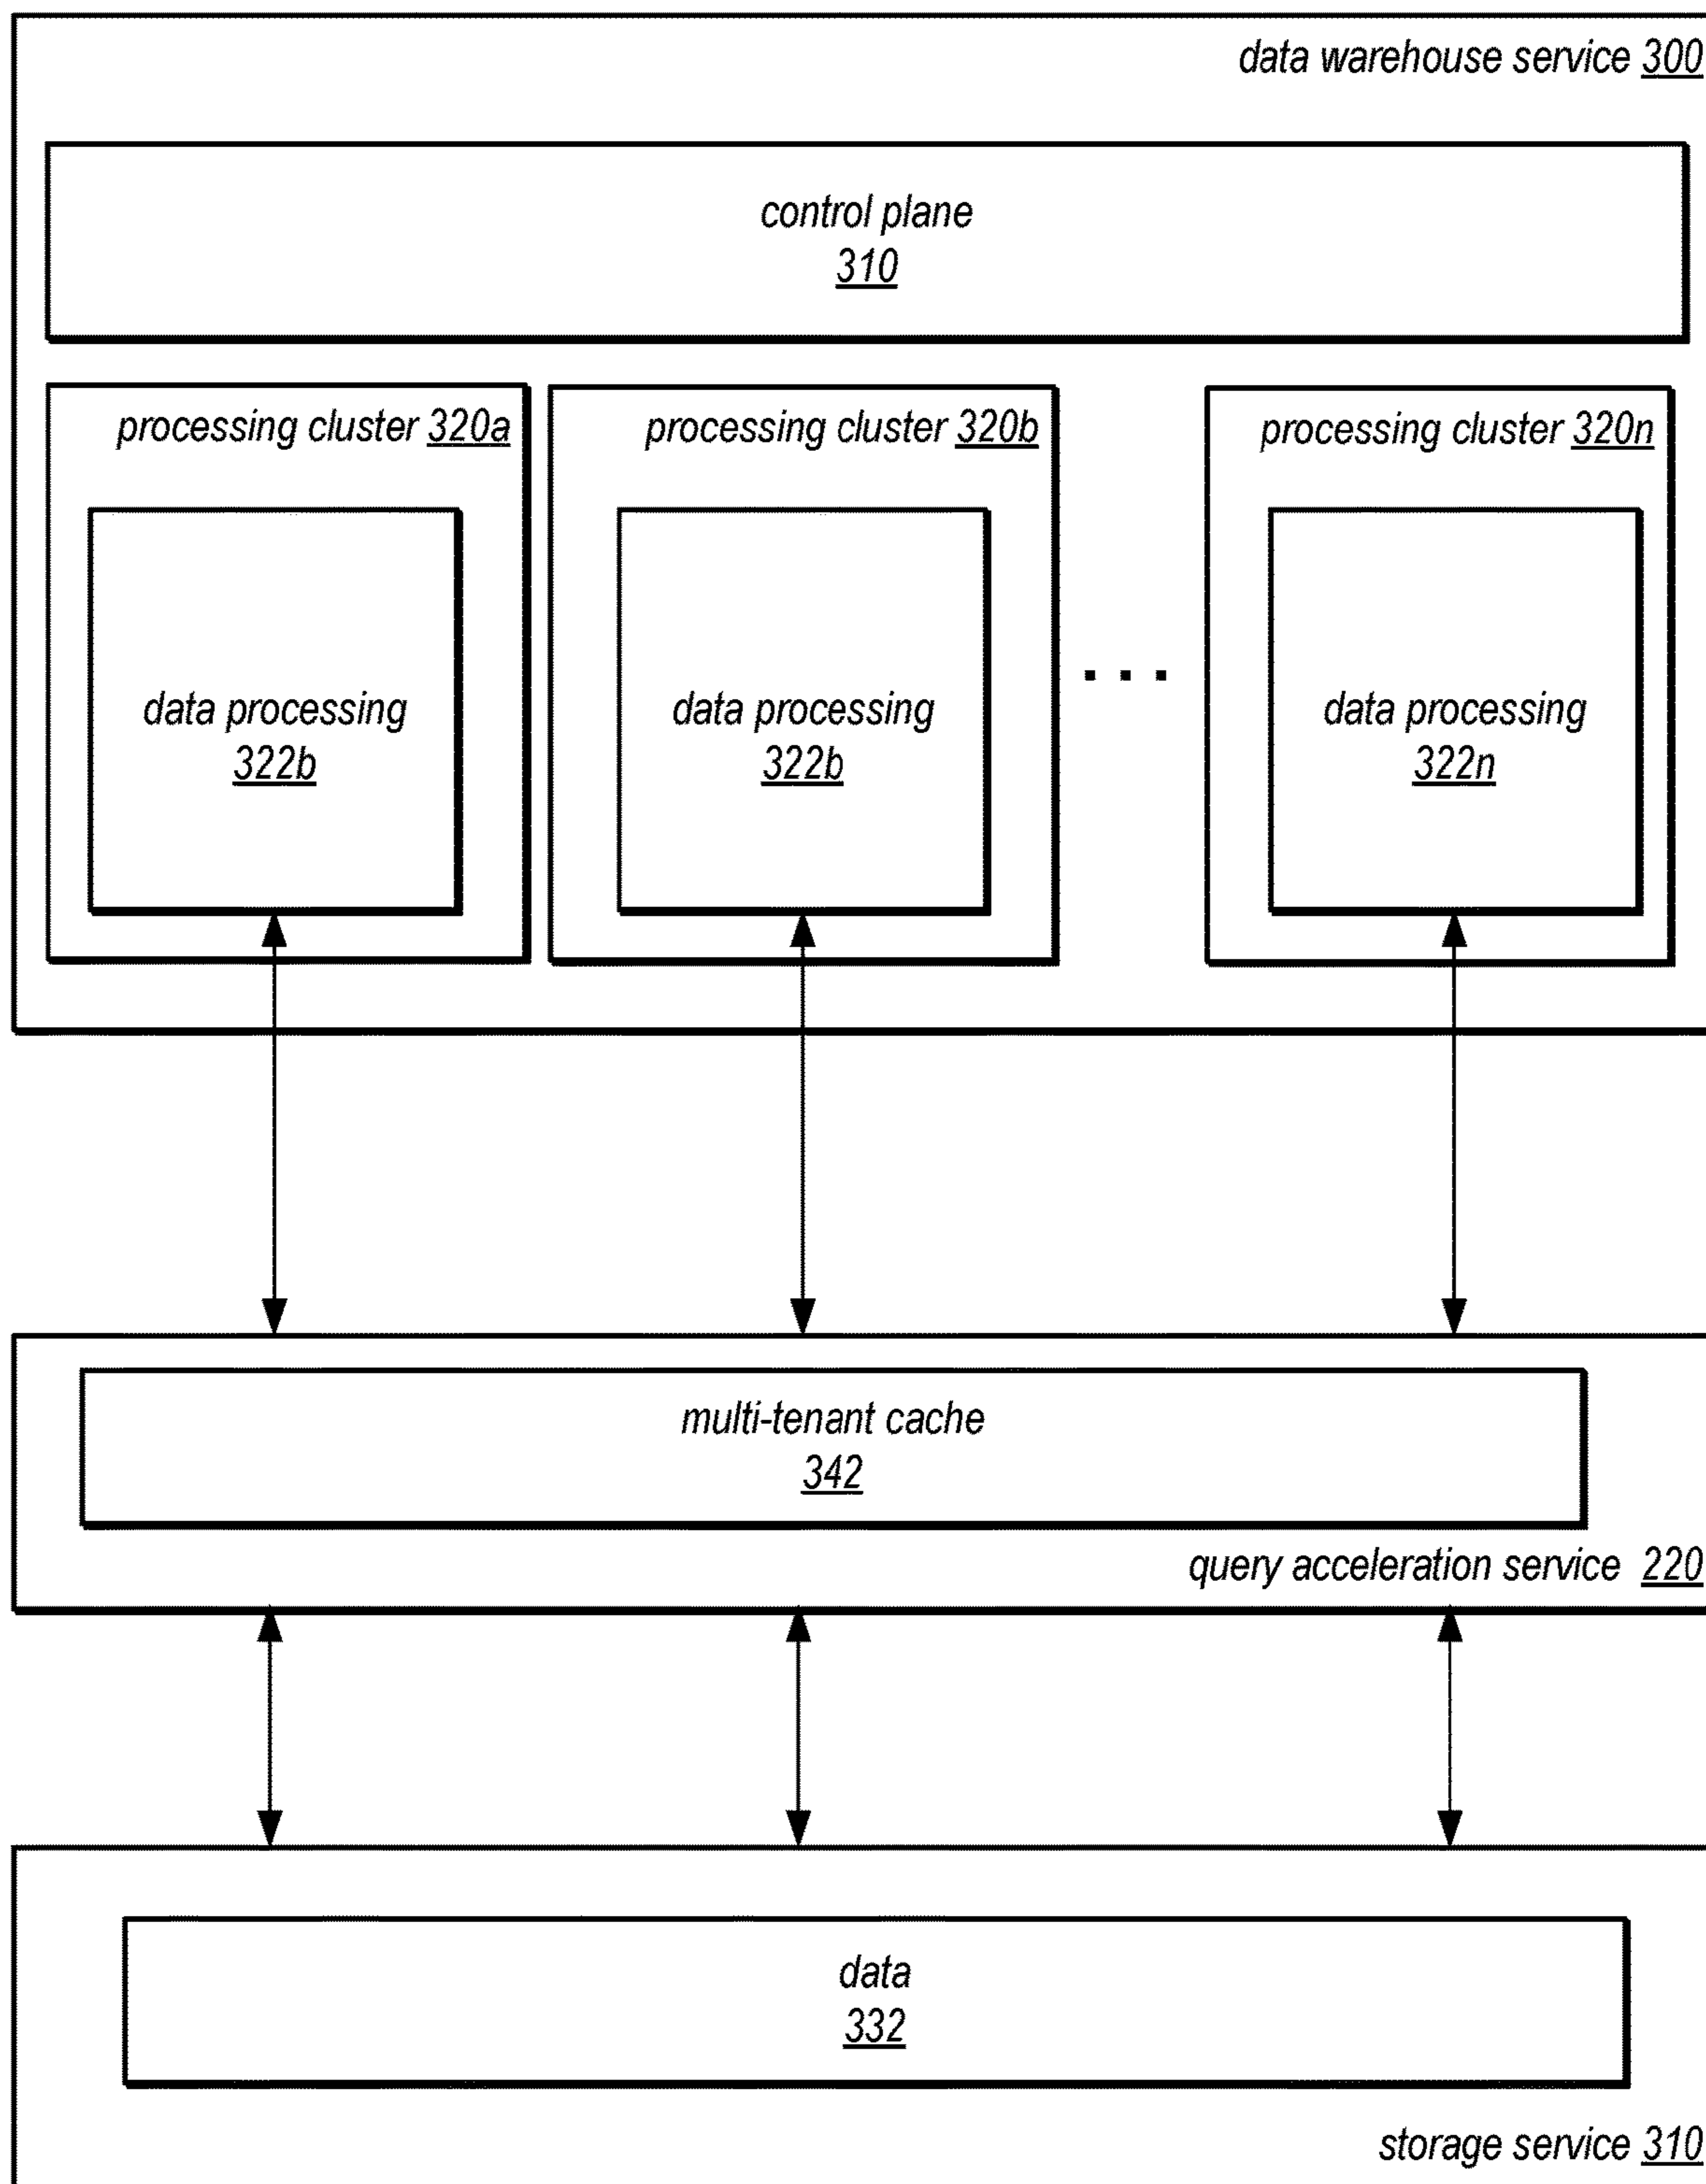 data warehouse service 300
control plane
310
processing cluster 320a
processing cluster 320b
processing cluster 320n
data processing
322b
data processing
322b
. . .
data processing
322n
multi-tenant cache
342
query acceleration service 220
data
332
storage service 310